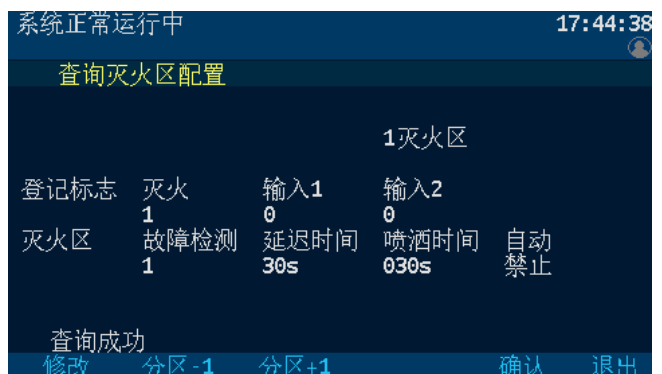 系统正常运行中 17:44:38
查询灭火区配置
1灭火区
登记标志 灭火 输入1 输入2
1 0 0
灭火区 故障检测 延迟时间 喷洒时间 自动
1 30s 030s 禁止
查询成功
修改 分区-1 分区+1 确认 退出